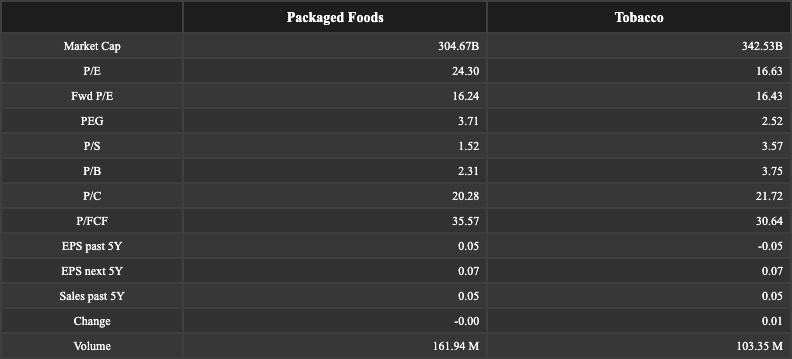 Packaged Foods Tobacco
Market Cap 304.67B 342.53B
P/E 24.30 16.63
Fwd P/E 16.24 16.43
PEG 3.71 2.52
P/S 1.52 3.57
P/B 2.31 3.75
P/C 20.28 21.72
P/FCF 35.57 30.64
EPS past 5Y 0.05 -0.05
EPS next 5Y 0.07 0.07
Sales past 5Y 0.05 0.05
Change -0.00 0.01
Volume 161.94 M 103.35 M